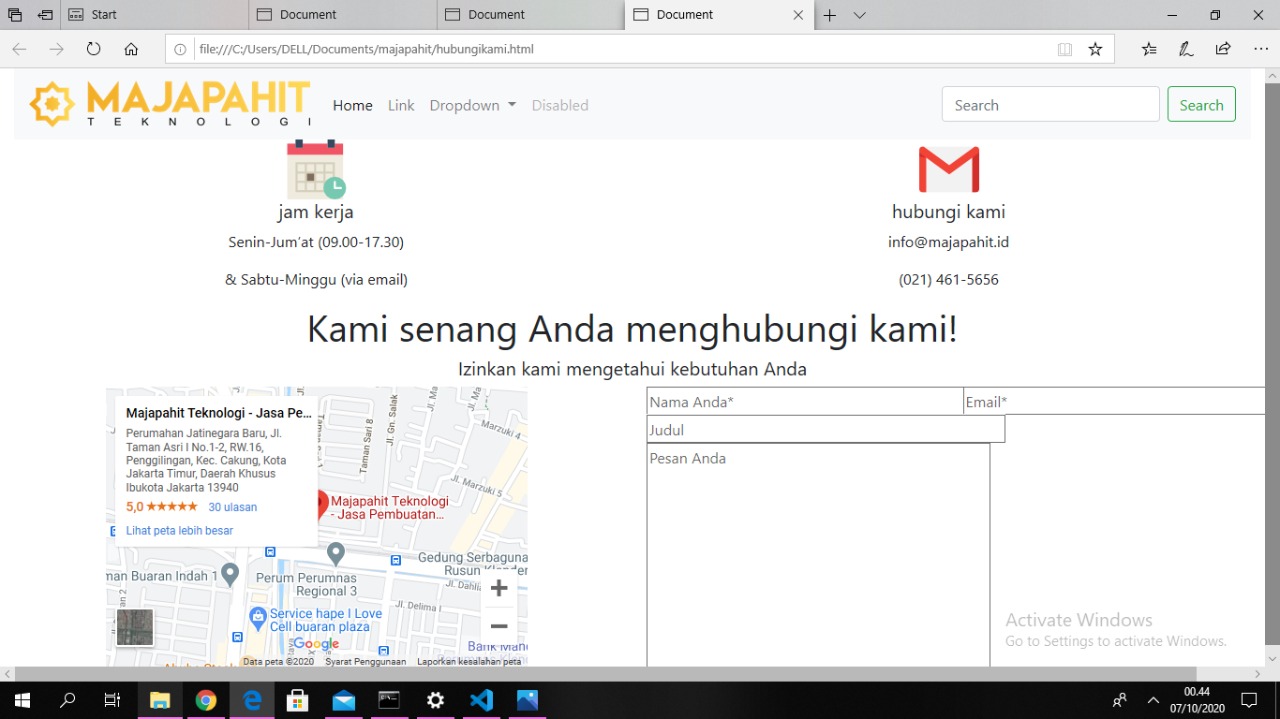 Start
Document
Document
Document
file:///C:/Users/DELL/Documents/majapahit/hubungikami.html
MAJAPAHIT
TEKNOLOGI
Home
Link
Dropdown
Disabled
Search
Search
jam kerja
Senin-Jum'at (09.00-17.30)
& Sabtu-Minggu (via email)
hubungi kami
info@majapahit.id
(021) 461-5656
Kami senang Anda menghubungi kami!
Izinkan kami mengetahui kebutuhan Anda
Majapahit Teknologi - Jasa Pe...
Perumahan Jatinegara Baru, Jl.
Taman Asri I No.1-2, RW.16,
Penggilingan, Kec. Cakung, Kota
Jakarta Timur, Daerah Khusus
Ibukota Jakarta 13940
5,0 ★★★★★ 30 ulasan
Lihat peta lebih besar
Taman Sari 8
Jl. Gn. Salak
Jl. M
Marzuki 4
Jl. Marzuki 5
Majapahit Teknologi
- Jasa Pembuatan...
Gedung Serbaguna
Rusun Klender
Jl. Dahlia
man Buaran Indah 1
Perum Perumnas
Regional 3
Jl. Delima I
Service hape I Love
Cell buaran plaza
Google
Data peta ©2020
Syarat Penggunaan
Laporkan kesalahan peta
Nama Anda*
Email*
Judul
Pesan Anda
Activate Windows
Go to Settings to activate Windows.
00.44
07/10/2020